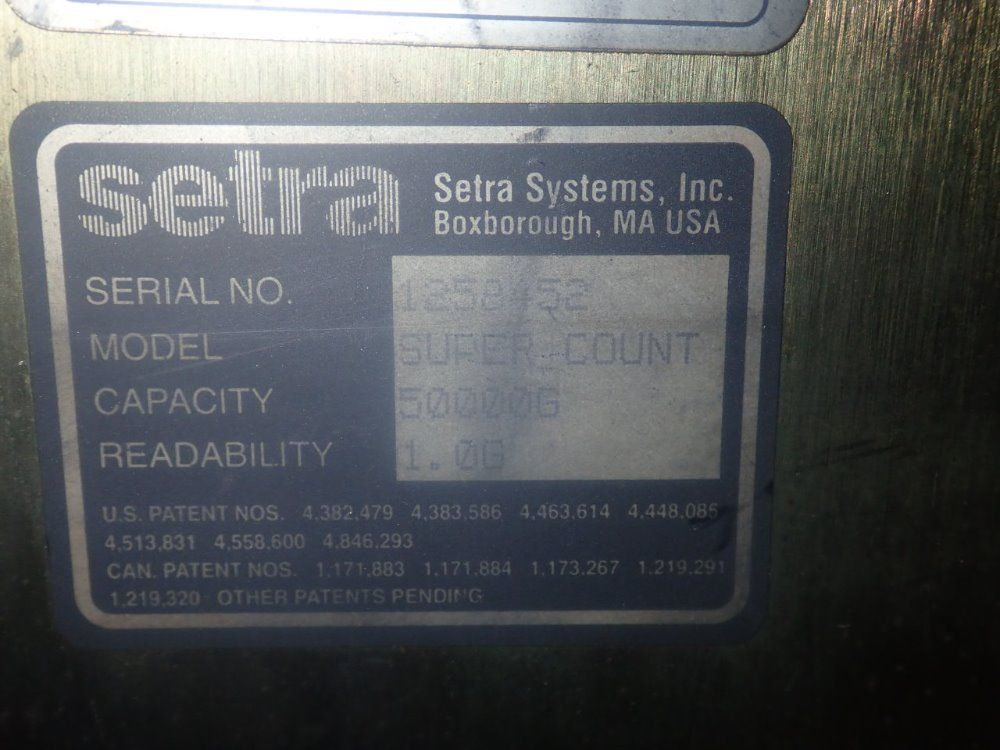 setra
Setra Systems, Inc.
Boxborough, MA USA
SERIAL NO. 1258452
MODEL SUPER COUNT
CAPACITY 50000G
READABILITY 1.0G
U.S. PATENT NOS. 4,382,479 4,383,586 4,463,614 4,448,085
4,513,831 4,558,600 4,846,293
CAN. PATENT NOS. 1,171,883 1,171,884 1,173,267 1,219,291
1,219,320 OTHER PATENTS PENDING